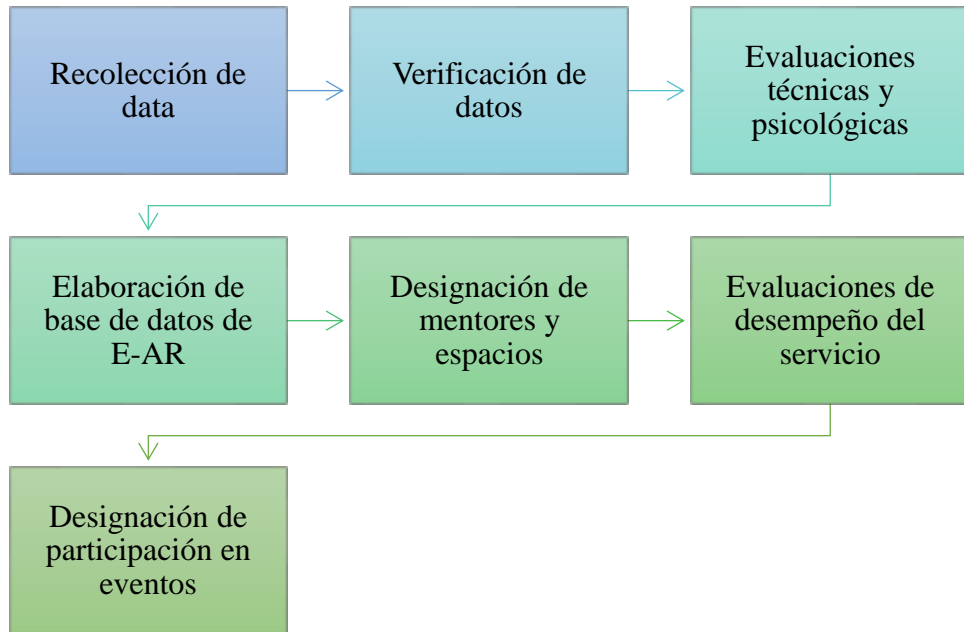 Recolección de
data
Verificación de
datos
Evaluaciones
técnicas y
psicológicas
Elaboración de
base de datos de
E-AR
Designación de
mentores y
espacios
Evaluaciones de
desempeño del
servicio
Designación de
participación en
eventos